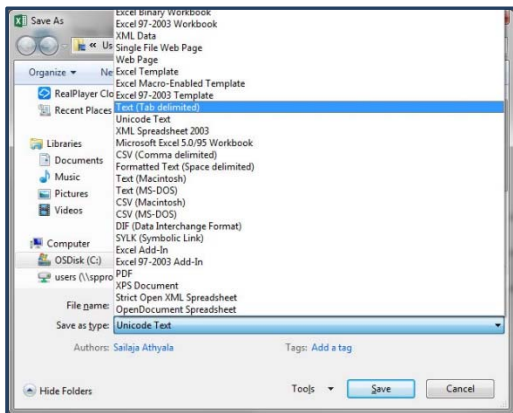 Save As
Excel Binary Workbook
Excel 97-2003 Workbook
XML Data
« Us
Single File Web Page
Web Page
Organize
Ne
Excel Template
Excel Macro-Enabled Template
RealPlayer Clo
Excel 97-2003 Template
Recent Places
Text (Tab delimited)
Unicode Text
XML Spreadsheet 2003
Libraries
Microsoft Excel 5.0/95 Workbook
Documents
CSV (Comma delimited)
Formatted Text (Space delimited)
Music
Text (Macintosh)
Pictures
Text (MS-DOS)
Videos
CSV (Macintosh)
CSV (MS-DOS)
DIF (Data Interchange Format)
Computer
SYLK (Symbolic Link)
Excel Add-In
OSDisk (C:)
Excel 97-2003 Add-In
users (\\sppro
PDF
XPS Document
Strict Open XML Spreadsheet
File name:
OpenDocument Spreadsheet
Save as type: Unicode Text
Authors: Sailaja Athyala Tags: Add a tag
Hide Folders Tools Save Cancel